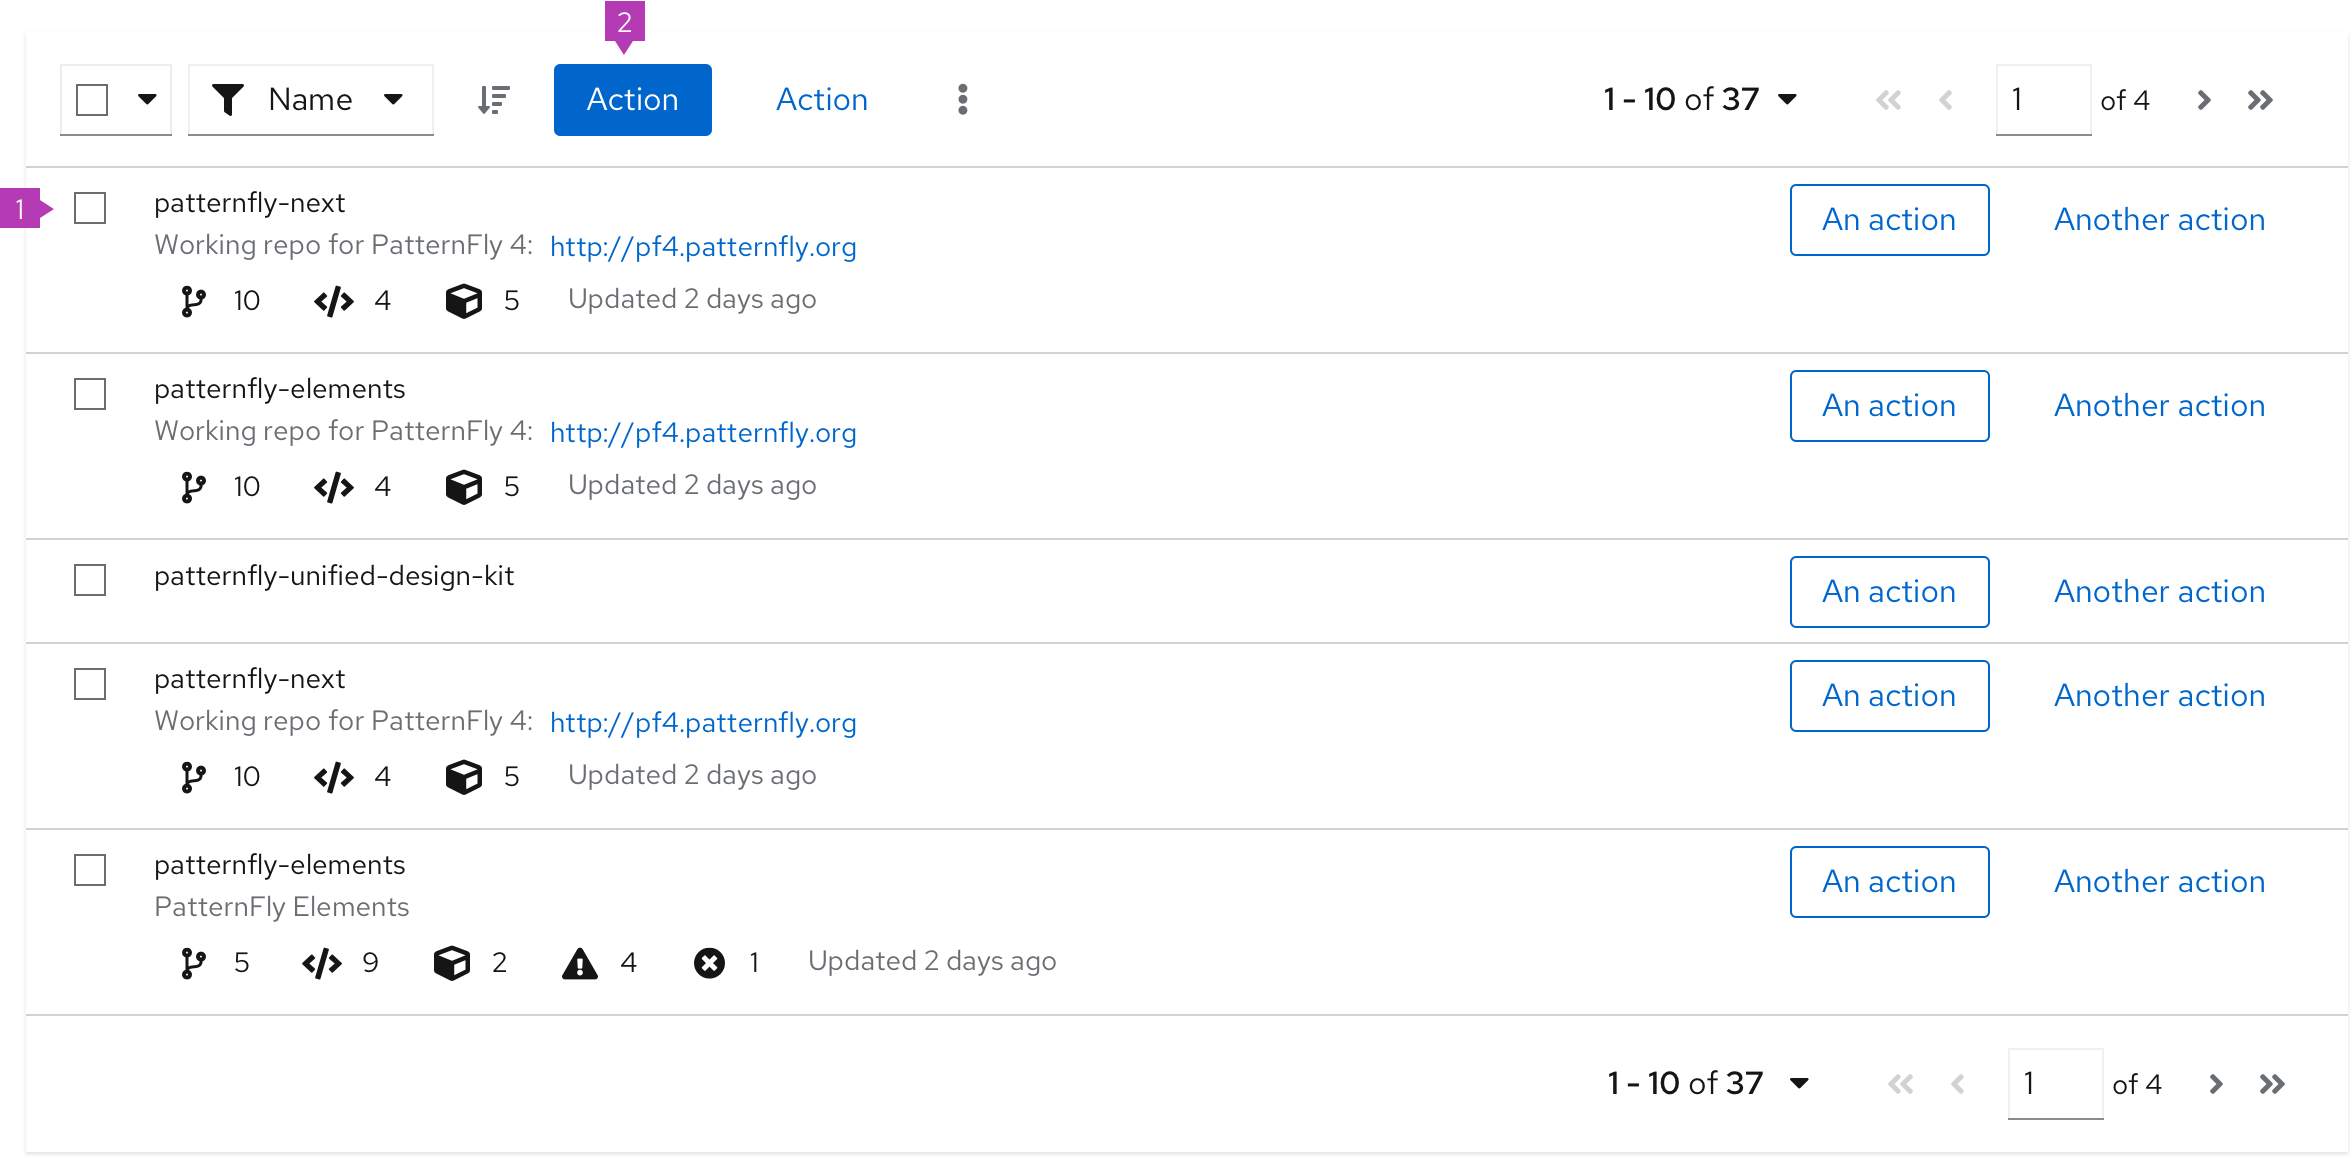 2
Name Action Action 1 - 10 of 37 1 of 4
1
patternfly-next An action Another action
Working repo for PatternFly 4: http://pf4.patternfly.org
10 4 5 Updated 2 days ago
patternfly-elements An action Another action
Working repo for PatternFly 4: http://pf4.patternfly.org
10 4 5 Updated 2 days ago
patternfly-unified-design-kit An action Another action
patternfly-next An action Another action
Working repo for PatternFly 4: http://pf4.patternfly.org
10 4 5 Updated 2 days ago
patternfly-elements An action Another action
PatternFly Elements
5 9 2 4 1 Updated 2 days ago
1 - 10 of 37 1 of 4